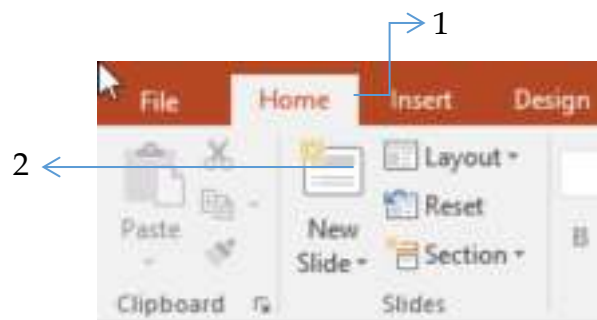 1
File Home Insert Design
2
Layout
Paste New Reset
Slide Section
B
Clipboard Slides